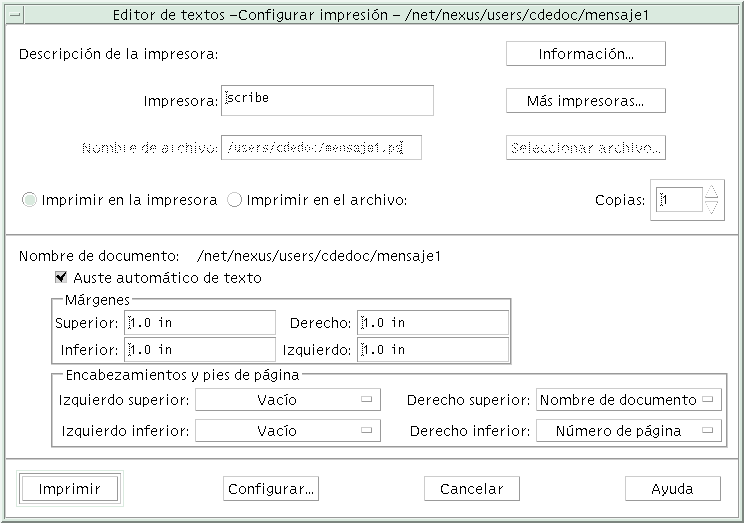 Editor de textos –Configurar impresión – /net/nexus/users/cdedoc/mensaje1
Descripción de la impresora: Información...
Impresora: scribe Más impresoras...
Nombre de archivo: /users/cdedoc/mensaje1.ps Seleccionar archivo...
Imprimir en la impresora Imprimir en el archivo: Copias: 1
Nombre de documento: /net/nexus/users/cdedoc/mensaje1
Auste automático de texto
Márgenes
Superior: 1.0 in Derecho: 1.0 in
Inferior: 1.0 in Izquierdo: 1.0 in
Encabezamientos y pies de página
Izquierdo superior: Vacío Derecho superior: Nombre de documento
Izquierdo inferior: Vacío Derecho inferior: Número de página
Imprimir Configurar... Cancelar Ayuda